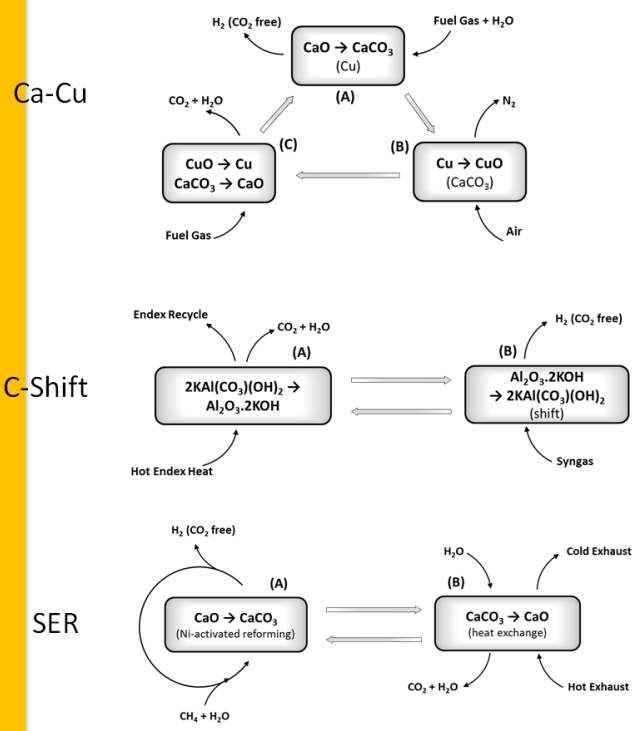 Ca-Cu
H₂ (CO₂ free)
Fuel Gas + H₂O
CaO → CaCO₃
(Cu)
(A)
CO₂ + H₂O
N₂
(C)
(B)
CuO → Cu
CaCO₃ → CaO
Cu → CuO
(CaCO₃)
Fuel Gas
Air
C-Shift
Endex Recycle
CO₂ + H₂O
H₂ (CO₂ free)
(A)
(B)
2KAl(CO₃)(OH)₂ →
Al₂O₃.2KOH
Al₂O₃.2KOH
→ 2KAl(CO₃)(OH)₂
(shift)
Hot Endex Heat
Syngas
SER
H₂ (CO₂ free)
H₂O
Cold Exhaust
(A)
(B)
CaO → CaCO₃
(Ni-activated reforming)
CaCO₃ → CaO
(heat exchange)
CO₂ + H₂O
Hot Exhaust
CH₄ + H₂O